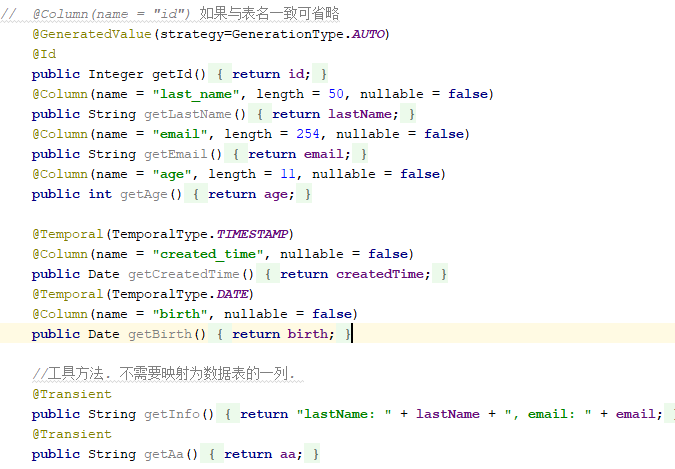 //  @Column(name = "id") 如果与表名一致可省略
@GeneratedValue(strategy=GenerationType.AUTO)
@Id
public Integer getId() { return id; }
@Column(name = "last_name", length = 50, nullable = false)
public String getLastName() { return lastName; }
@Column(name = "email", length = 254, nullable = false)
public String getEmail() { return email; }
@Column(name = "age", length = 11, nullable = false)
public int getAge() { return age; }
@Temporal(TemporalType.TIMESTAMP)
@Column(name = "created_time", nullable = false)
public Date getCreatedTime() { return createdTime; }
@Temporal(TemporalType.DATE)
@Column(name = "birth", nullable = false)
public Date getBirth() { return birth; }
//工具方法. 不需要映射为数据表的一列.
@Transient
public String getInfo() { return "lastName: " + lastName + ", email: " + email; }
@Transient
public String getAa() { return aa; }